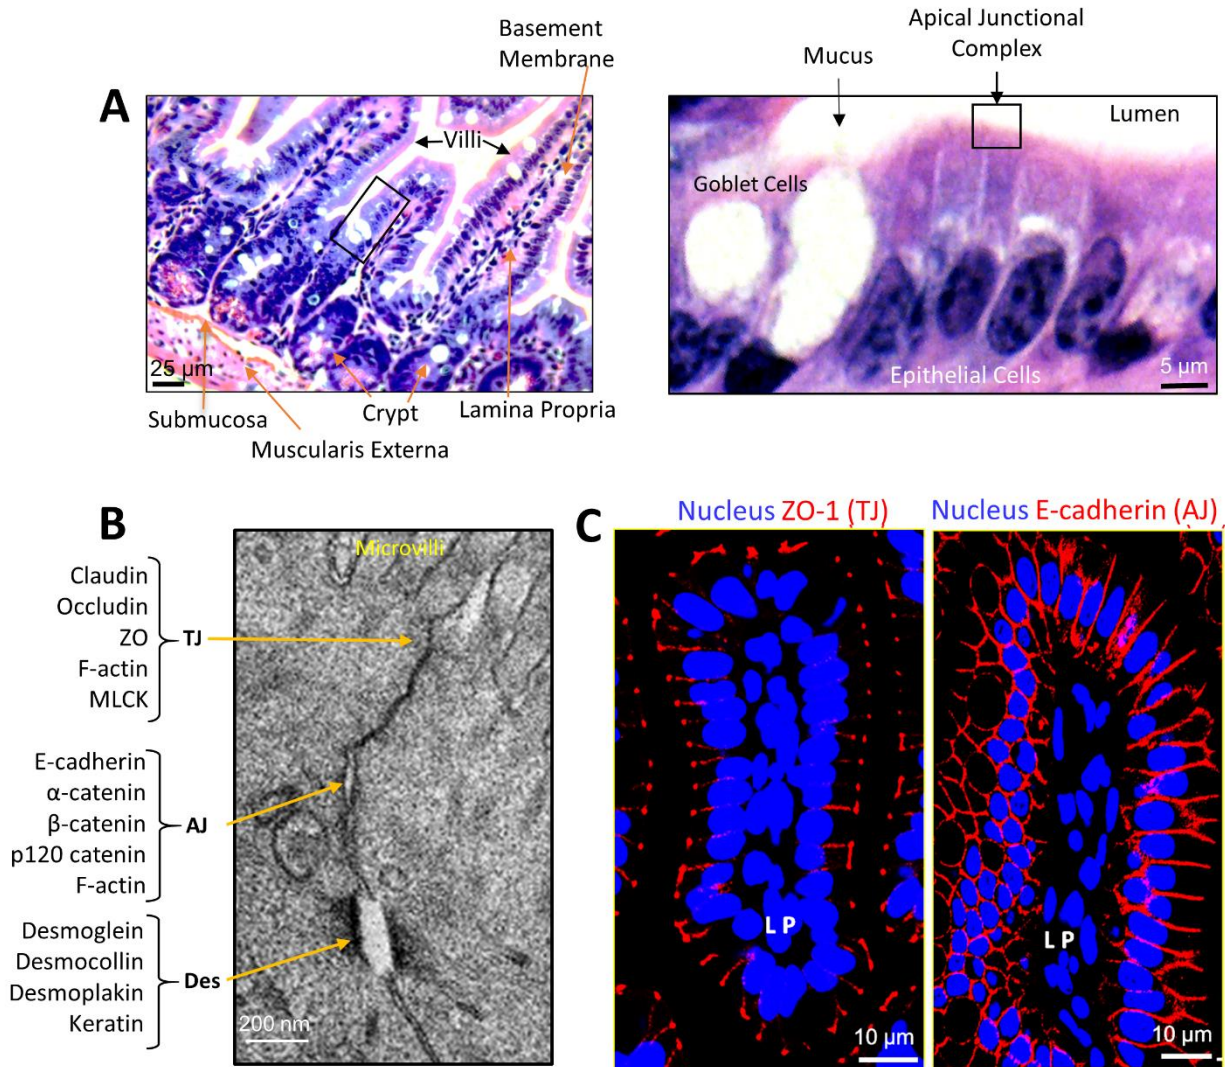 A
Basement
Membrane
Villi
25 µm
Submucosa
Muscularis Externa
Crypt
Lamina Propria
Apical Junctional
Complex
Mucus
Lumen
Goblet Cells
Epithelial Cells
5 µm
B
Microvilli
Claudin
Occludin
ZO
F-actin
MLCK
TJ
E-cadherin
α-catenin
β-catenin
p120 catenin
F-actin
AJ
Desmoglein
Desmocollin
Desmoplakin
Keratin
Des
200 nm
C
Nucleus ZO-1 (TJ)
L P
10 µm
Nucleus E-cadherin (AJ)
L P
10 µm